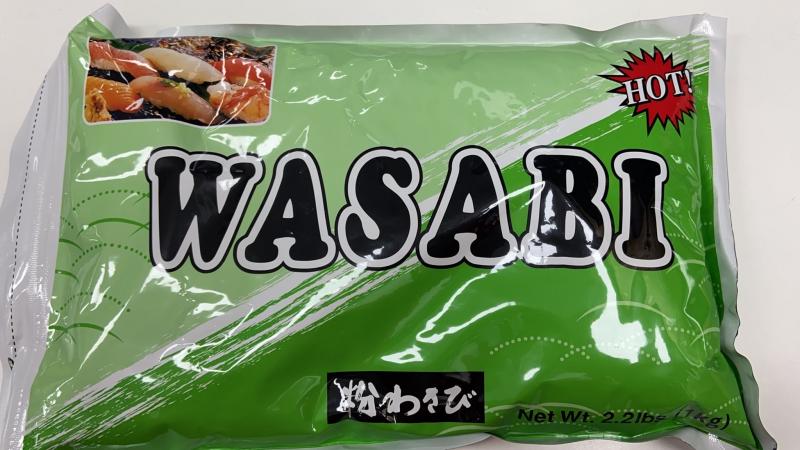 HOT!
WASABI
粉わさび
Net Wt. 2.2lbs (1kg)